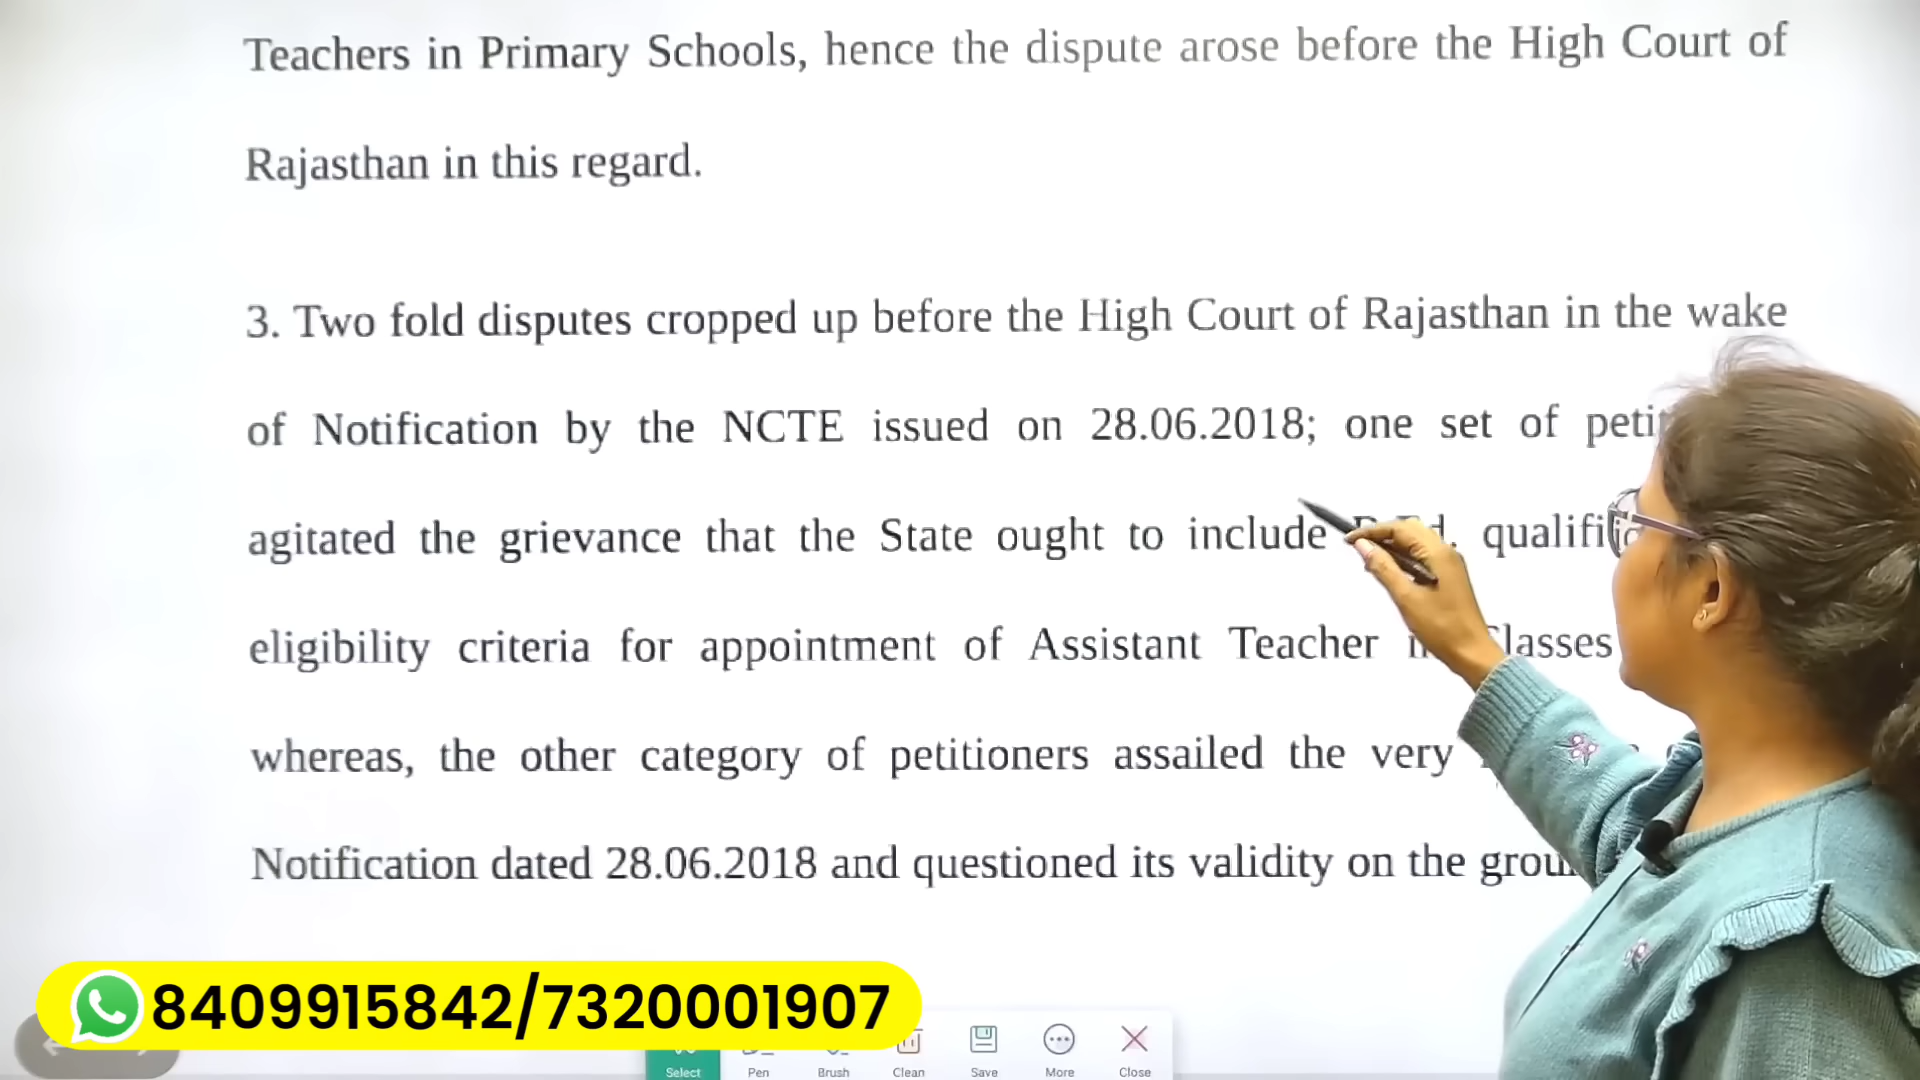 Teachers in Primary Schools, hence the dispute arose before the High Court of
Rajasthan in this regard.
3. Two fold disputes cropped up before the High Court of Rajasthan in the wake
of Notification by the NCTE issued on 28.06.2018; one set of
agitated the grievance that the State ought to include
eligibility criteria for appointment of Assistant Teacher
whereas, the other category of petitioners assailed the very
Notification dated 28.06.2018 and questioned its validity on the
8409915842/7320001907
Select Pen Brush Clean Save More Close